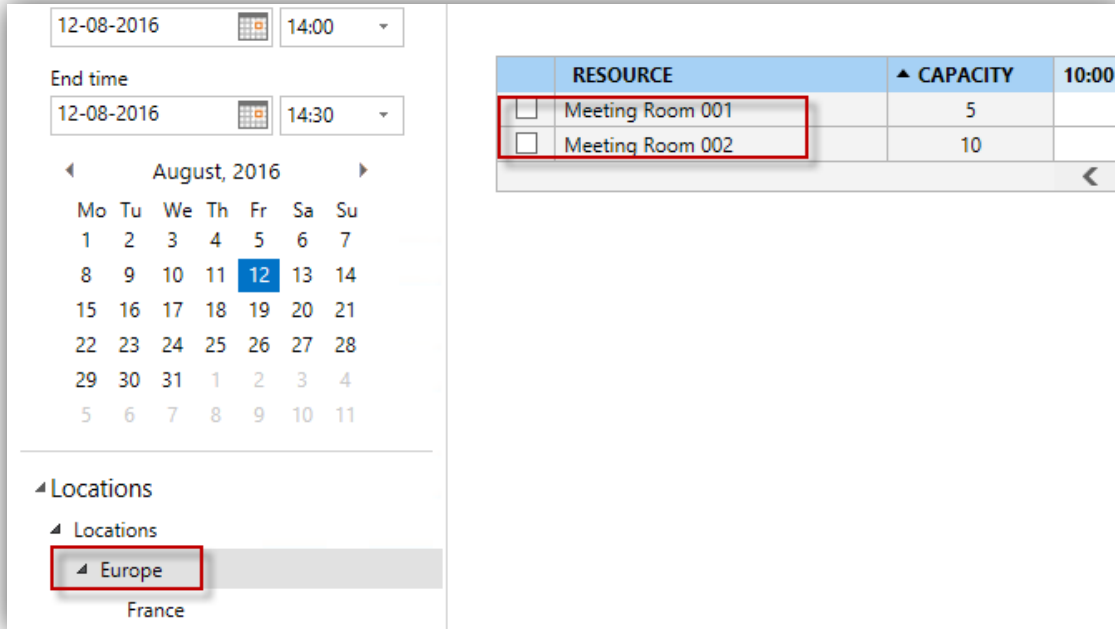 12-08-2016 14:00
End time
12-08-2016 14:30
August, 2016
Mo Tu We Th Fr Sa Su
1 2 3 4 5 6 7
8 9 10 11 12 13 14
15 16 17 18 19 20 21
22 23 24 25 26 27 28
29 30 31 1 2 3 4
5 6 7 8 9 10 11
Locations
Locations
Europe
France
RESOURCE CAPACITY 10:00
Meeting Room 001 5
Meeting Room 002 10